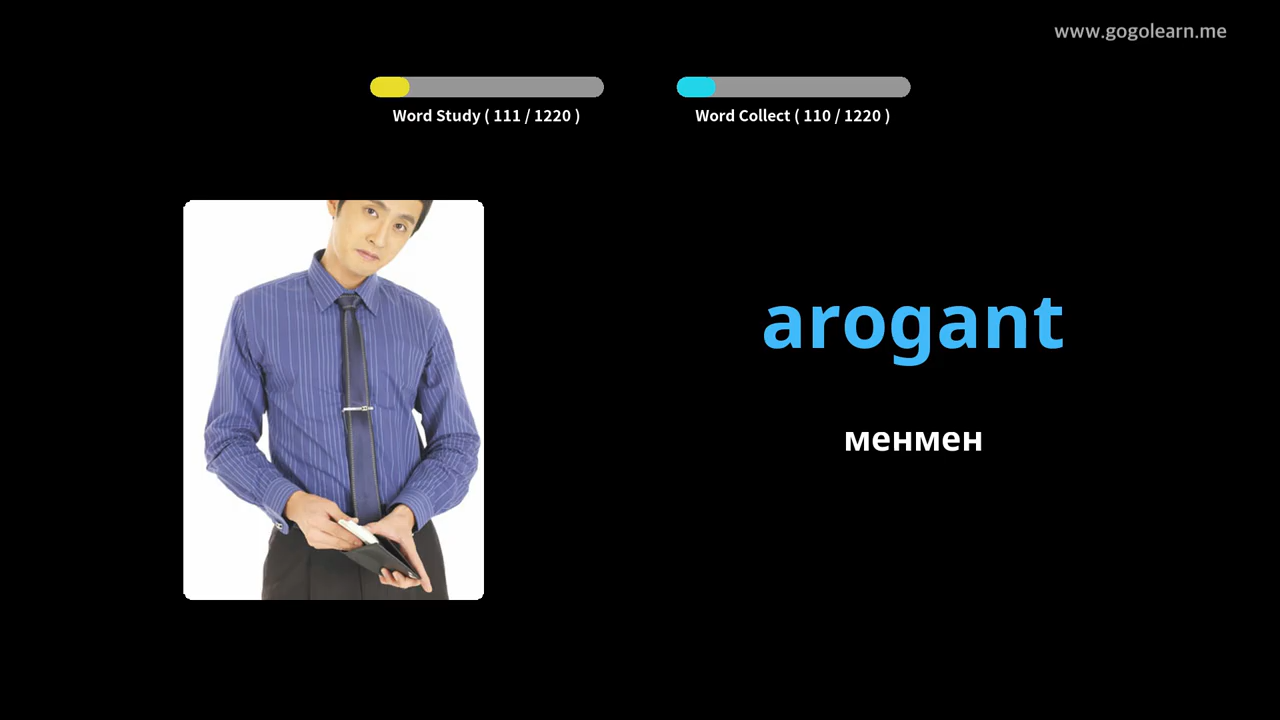 www.gogolearn.me
Word Study ( 111 / 1220 )
Word Collect ( 110 / 1220 )
arogant
менмен